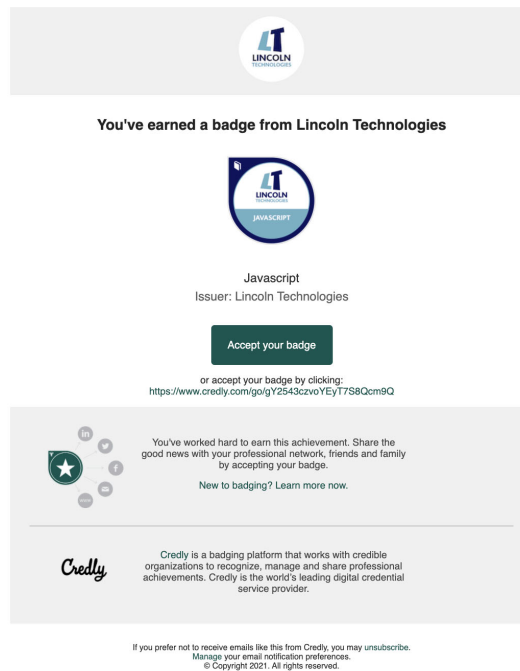 LT
LINCOLN
TECHNOLOGIES
You've earned a badge from Lincoln Technologies
LT
LINCOLN
TECHNOLOGIES
JAVASCRIPT
Javascript
Issuer: Lincoln Technologies
Accept your badge
or accept your badge by clicking:
https://www.credly.com/go/gY2543czvoYEyT7S8Qcm9Q
in
f
www
You've worked hard to earn this achievement. Share the
good news with your professional network, friends and family
by accepting your badge.
New to badging? Learn more now.
Credly
Credly is a badging platform that works with credible
organizations to recognize, manage and share professional
achievements. Credly is the world's leading digital credential
service provider.
If you prefer not to receive emails like this from Credly, you may unsubscribe.
Manage your email notification preferences.
© Copyright 2021. All rights reserved.